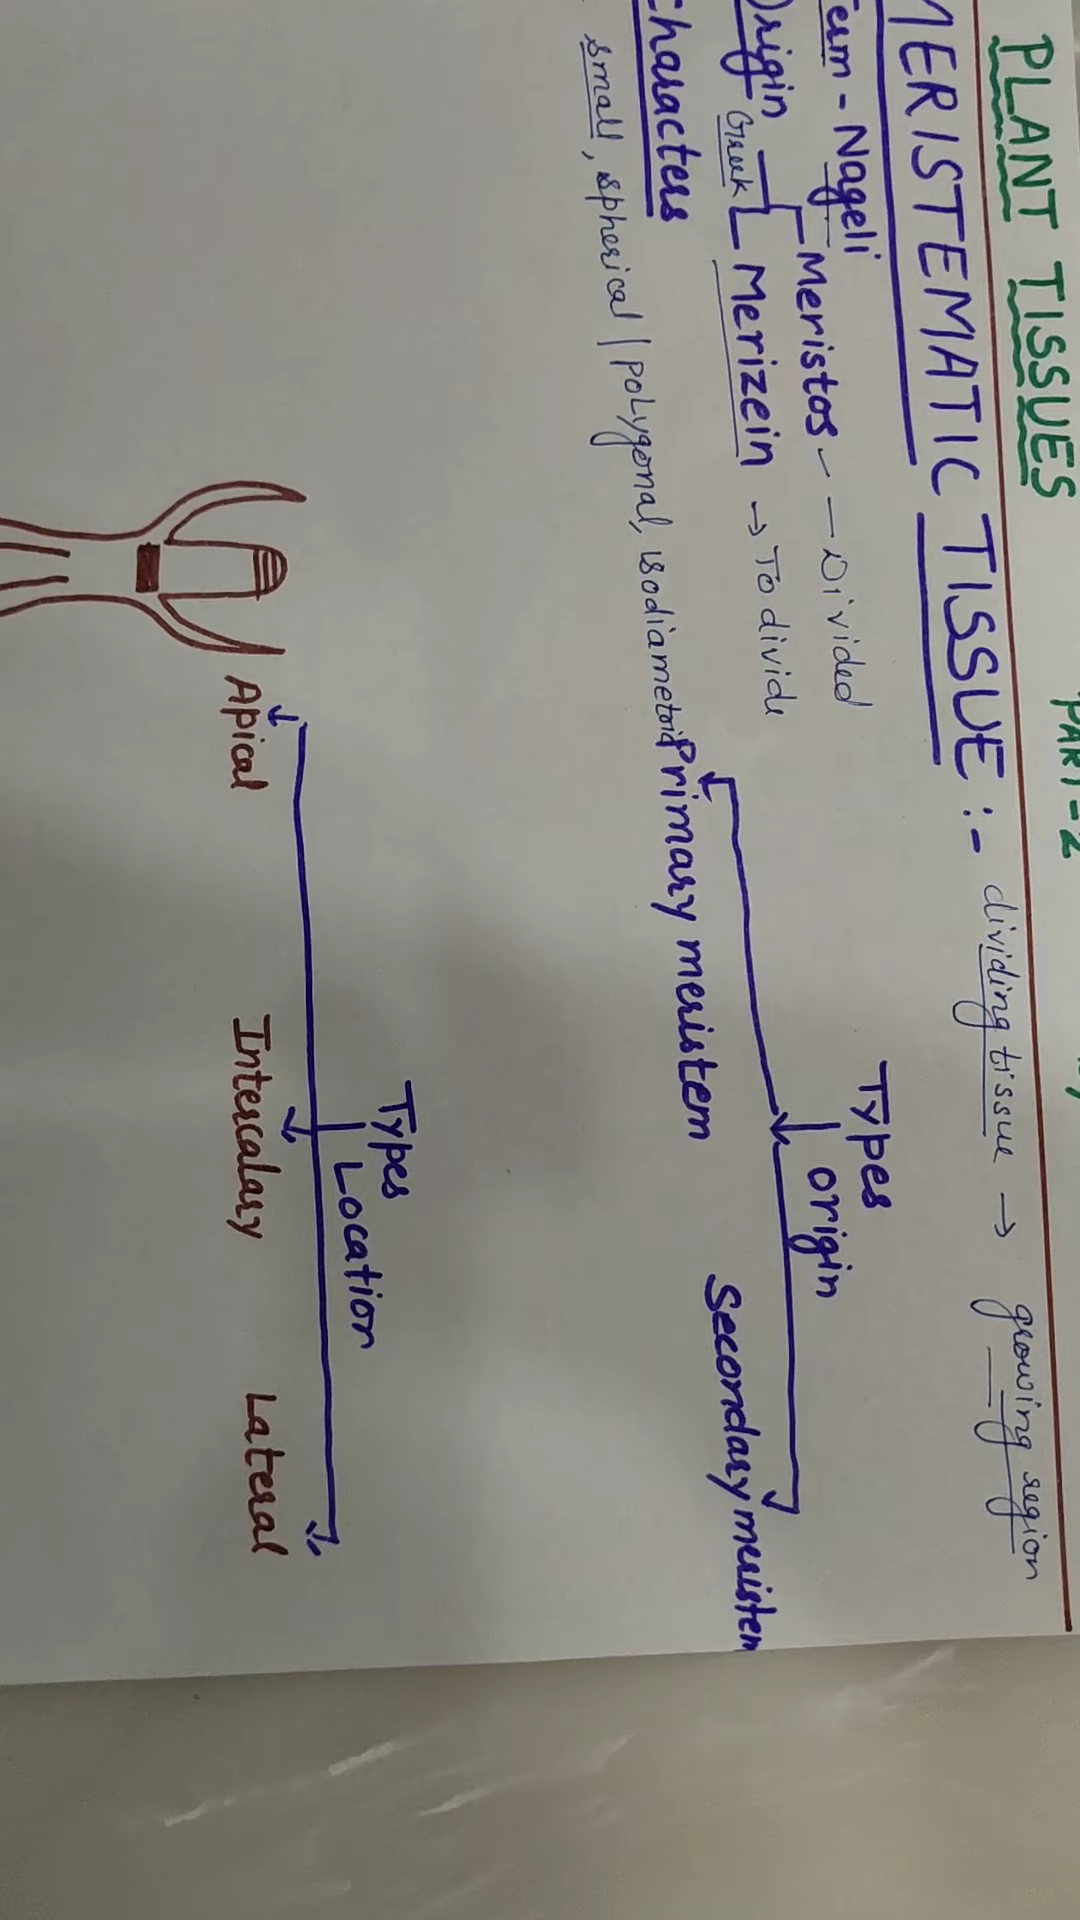 PART-2
PLANT TISSUES
MERISTEMATIC TISSUE :- dividing tissue → growing region
Term - Nageli
Meristos - — Divided
Origin Greek Merizein → To divide
Characters
small, spherical | polygonal, isodiametric
Types
origin
Primary meristem Secondary meristem
Types
Location
Apical Intercalary Lateral